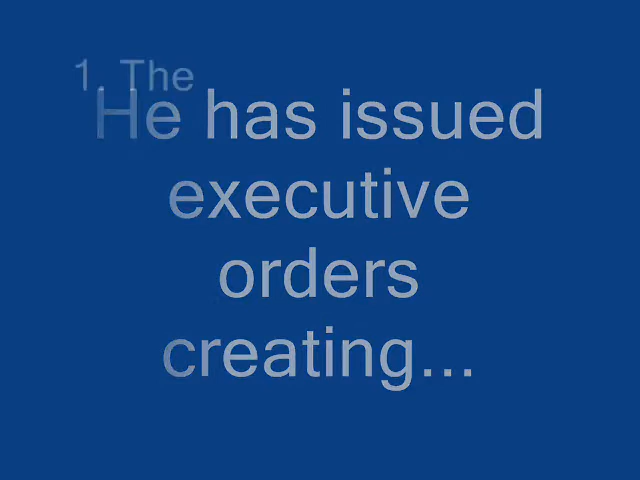 1. The
He has issued
executive
orders
creating...